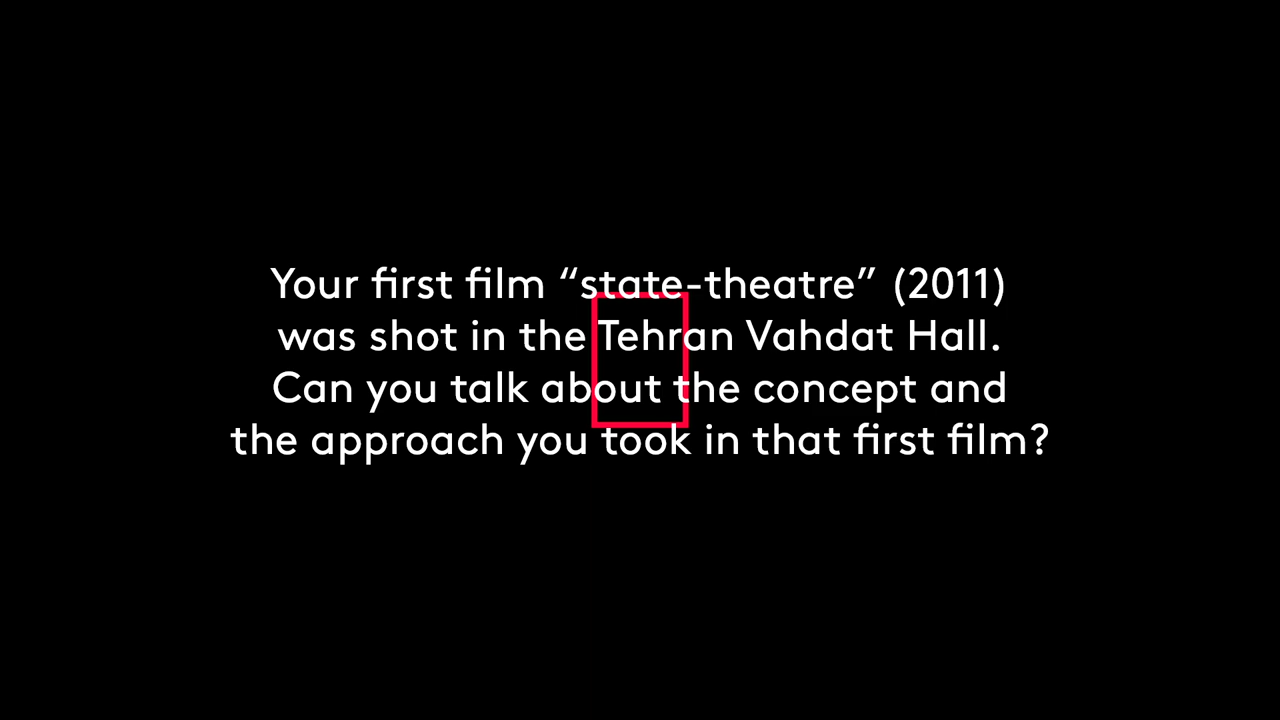 Your first film “state-theatre” (2011)
was shot in the Tehran Vahdat Hall.
Can you talk about the concept and
the approach you took in that first film?